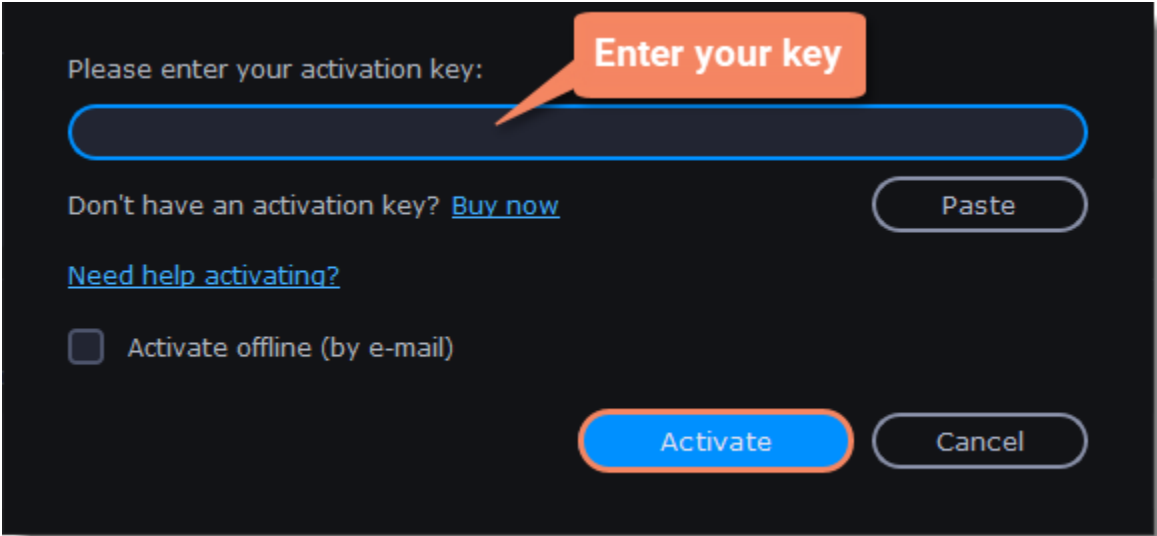 Enter your key
Please enter your activation key:
Don't have an activation key? Buy now
Paste
Need help activating?
Activate offline (by e-mail)
Activate
Cancel